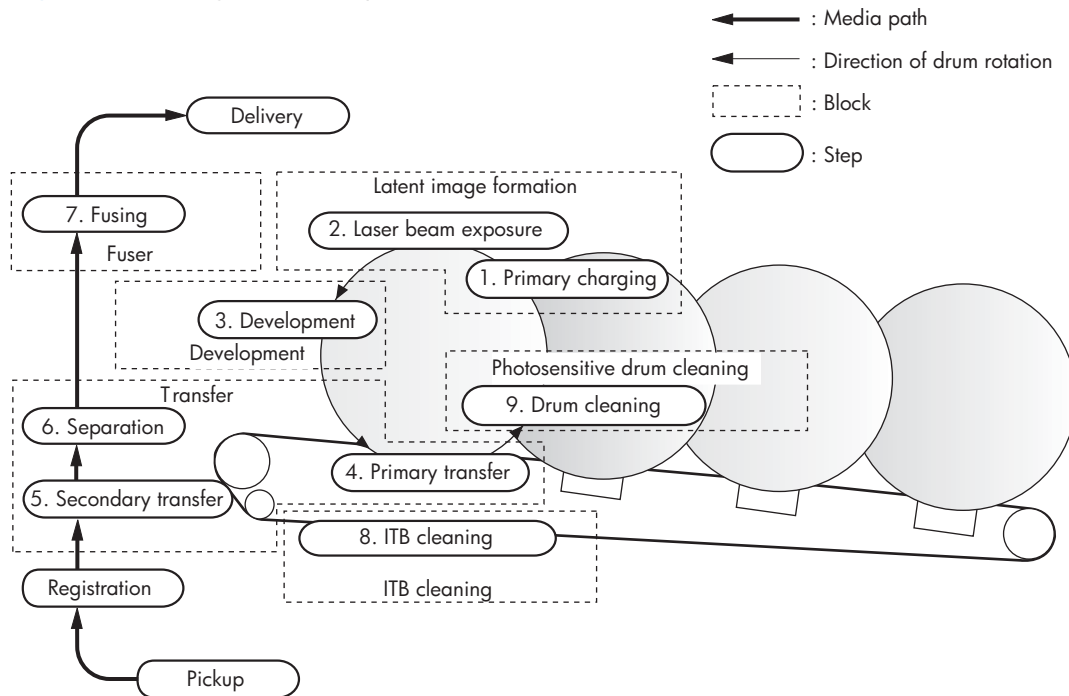 : Media path
: Direction of drum rotation
: Block
: Step
Delivery
Latent image formation
7. Fusing
Fuser
2. Laser beam exposure
1. Primary charging
3. Development
Development
Photosensitive drum cleaning
9. Drum cleaning
Transfer
6. Separation
4. Primary transfer
5. Secondary transfer
8. ITB cleaning
ITB cleaning
Registration
Pickup